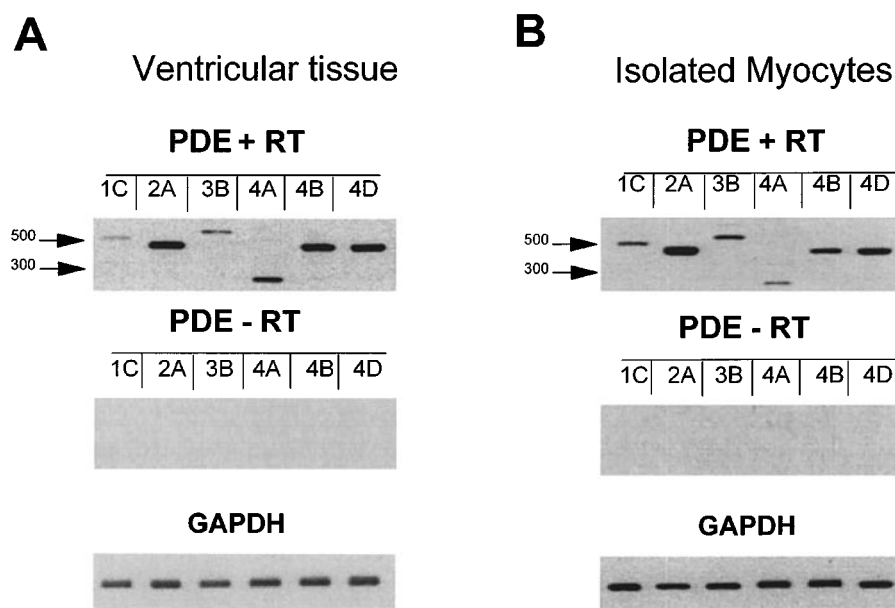 A
Ventricular tissue
PDE + RT
1C 2A 3B 4A 4B 4D
500
300
PDE - RT
1C 2A 3B 4A 4B 4D
GAPDH
B
Isolated Myocytes
PDE + RT
1C 2A 3B 4A 4B 4D
500
300
PDE - RT
1C 2A 3B 4A 4B 4D
GAPDH